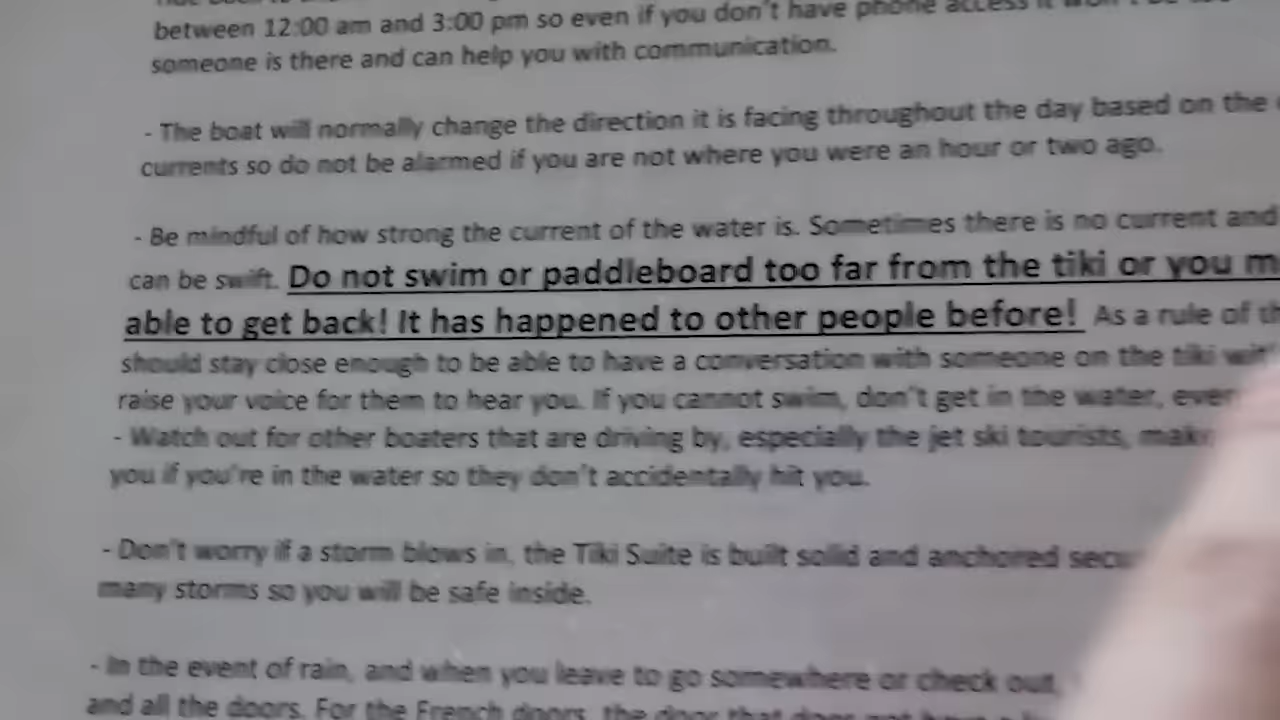 between 12:00 am and 3:00 pm so even if you don't have phone access it
someone is there and can help you with communication.
- The boat will normally change the direction it is facing throughout the day based on the
currents so do not be alarmed if you are not where you were an hour or two ago.
- Be mindful of how strong the current of the water is. Sometimes there is no current and
can be swift. Do not swim or paddleboard too far from the tiki or you
able to get back! It has happened to other people before! As a rule of
should stay close enough to be able to have a conversation with someone on the tiki
raise your voice for them to hear you. If you cannot swim, don't get in the water,
- Watch out for other boaters that are driving by, especially the jet ski tourists,
you if you're in the water so they don't accidentally hit you.
- Don't worry if a storm blows in, the Tiki Suite is built solid and anchored
many storms so you will be safe inside.
- In the event of rain, and when you leave to go somewhere or check out,
and all the doors. For the French doors, the door that does not have a